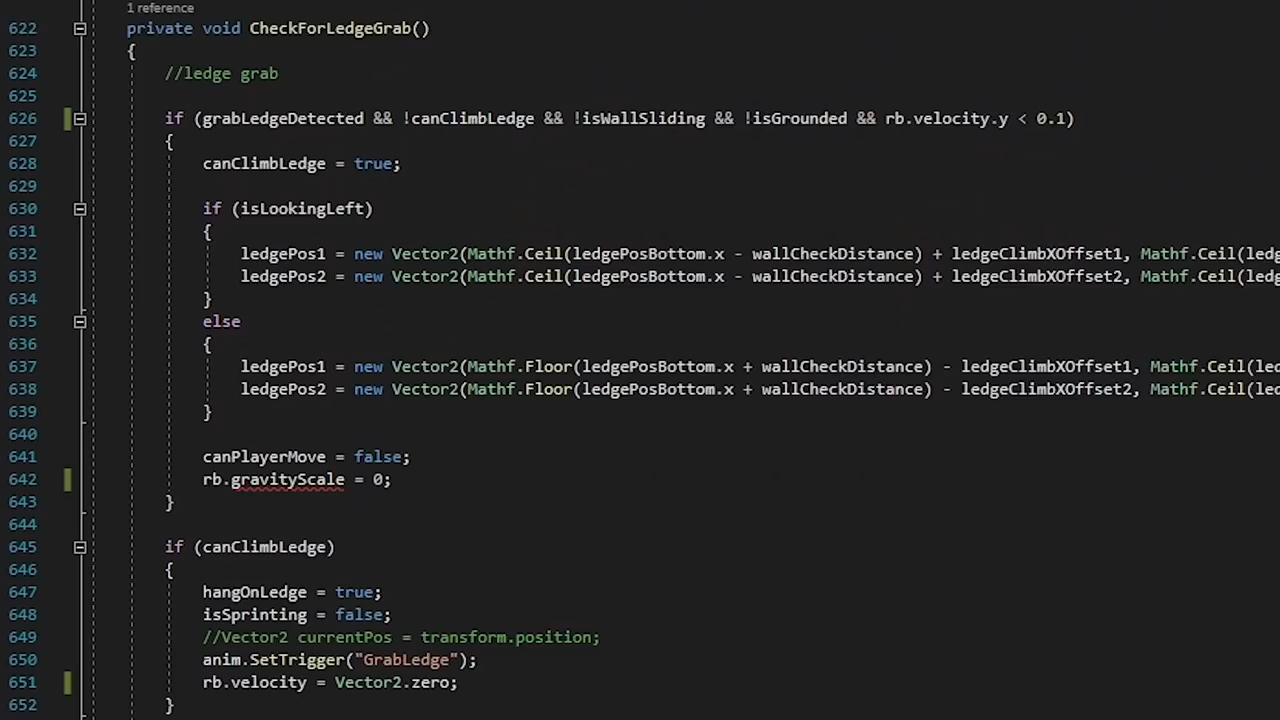 1 reference
622 private void CheckForLedgeGrab()
623 {
624 //ledge grab
625
626 if (grabLedgeDetected && !canClimbLedge && !isWallSliding && !isGrounded && rb.velocity.y < 0.1)
627 {
628 canClimbLedge = true;
629
630 if (isLookingLeft)
631 {
632 ledgePos1 = new Vector2(Mathf.Ceil(ledgePosBottom.x - wallCheckDistance) + ledgeClimbXOffset1, Mathf.Ceil(ledg
633 ledgePos2 = new Vector2(Mathf.Ceil(ledgePosBottom.x - wallCheckDistance) + ledgeClimbXOffset2, Mathf.Ceil(ledg
634 }
635 else
636 {
637 ledgePos1 = new Vector2(Mathf.Floor(ledgePosBottom.x + wallCheckDistance) - ledgeClimbXOffset1, Mathf.Ceil(led
638 ledgePos2 = new Vector2(Mathf.Floor(ledgePosBottom.x + wallCheckDistance) - ledgeClimbXOffset2, Mathf.Ceil(led
639 }
640
641 canPlayerMove = false;
642 rb.gravityScale = 0;
643 }
644
645 if (canClimbLedge)
646 {
647 hangOnLedge = true;
648 isSprinting = false;
649 //Vector2 currentPos = transform.position;
650 anim.SetTrigger("GrabLedge");
651 rb.velocity = Vector2.zero;
652 }